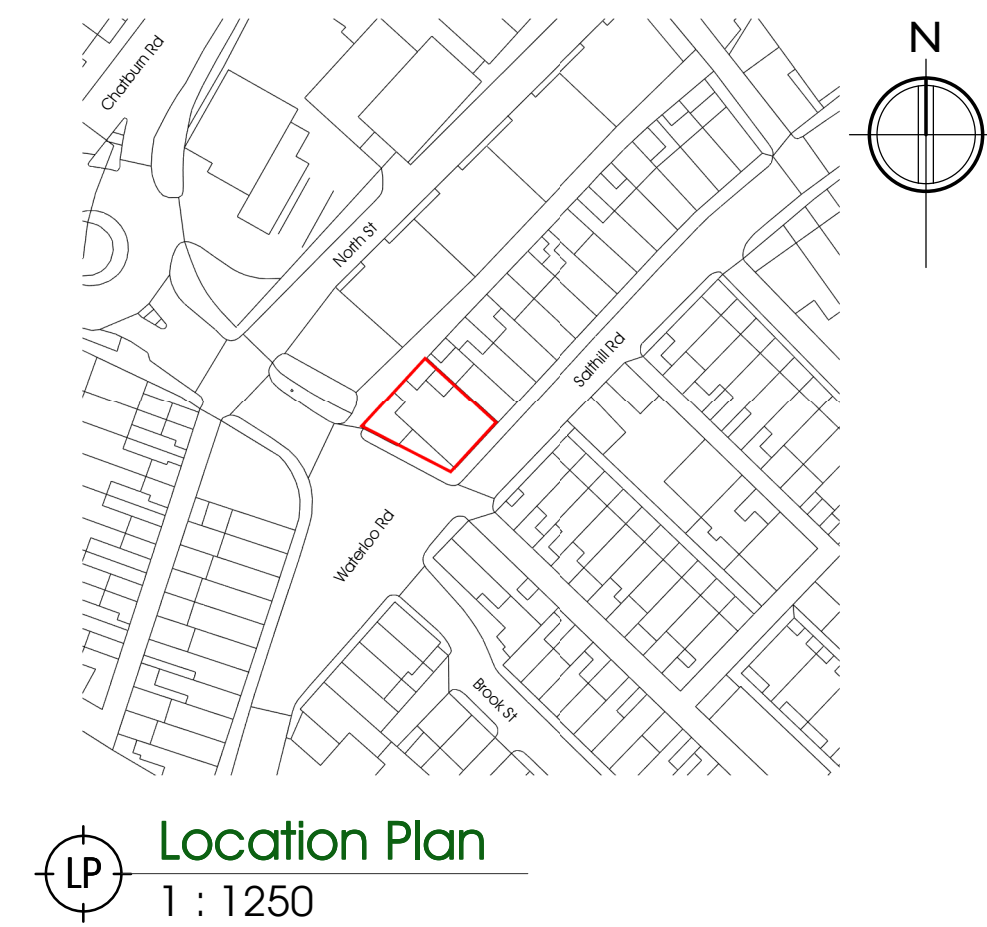 Chatburn Rd
N
North St
Salthill Rd
Waterloo Rd
Brook St
Location Plan
LP
1 : 1250